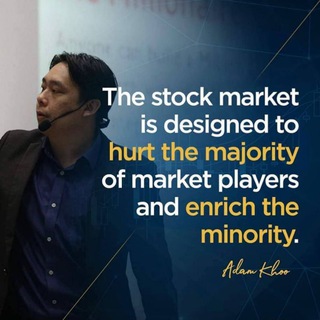 The stock market
is designed to
hurt the majority
of market players
and enrich the
minority.
Adam Khoo